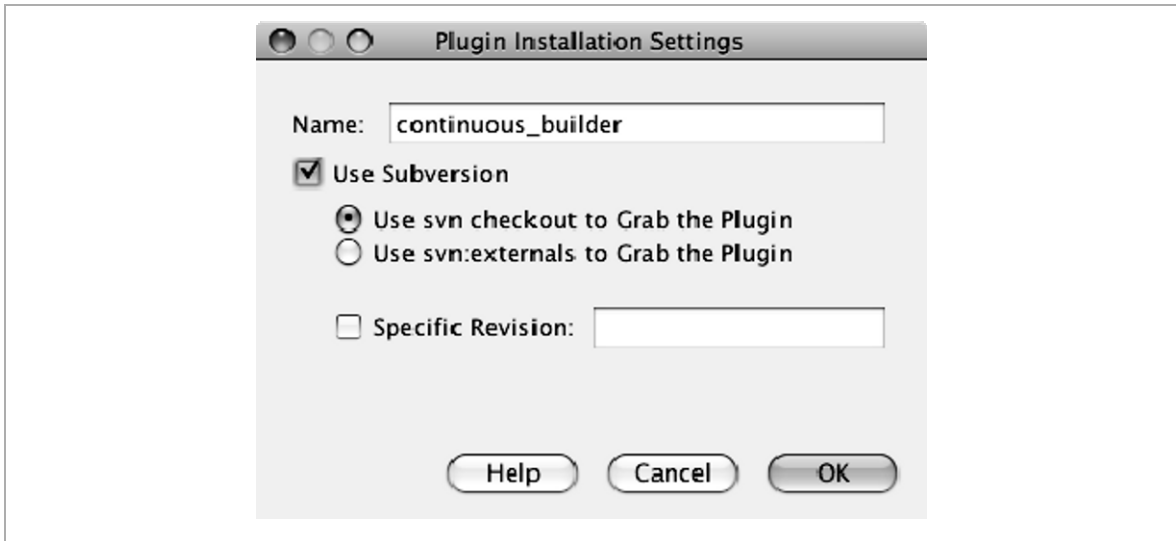 Plugin Installation Settings
Name: continuous_builder
Use Subversion
Use svn checkout to Grab the Plugin
Use svn:externals to Grab the Plugin
Specific Revision:
Help Cancel OK